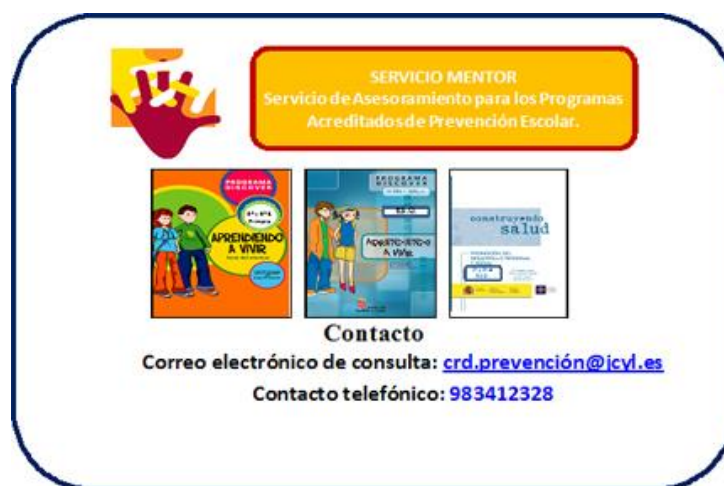 SERVICIO MENTOR
Servicio de Asesoramiento para los Programas
Acreditados de Prevención Escolar.
PROGRAMA
DISCOVER
Primaria
APRENDIENDO
A VIVIR
PROGRAMA
DISCOVER
A VIVIR
construyendo
salud
Contacto
Correo electrónico de consulta: crd.prevención@jcyl.es
Contacto telefónico: 983412328